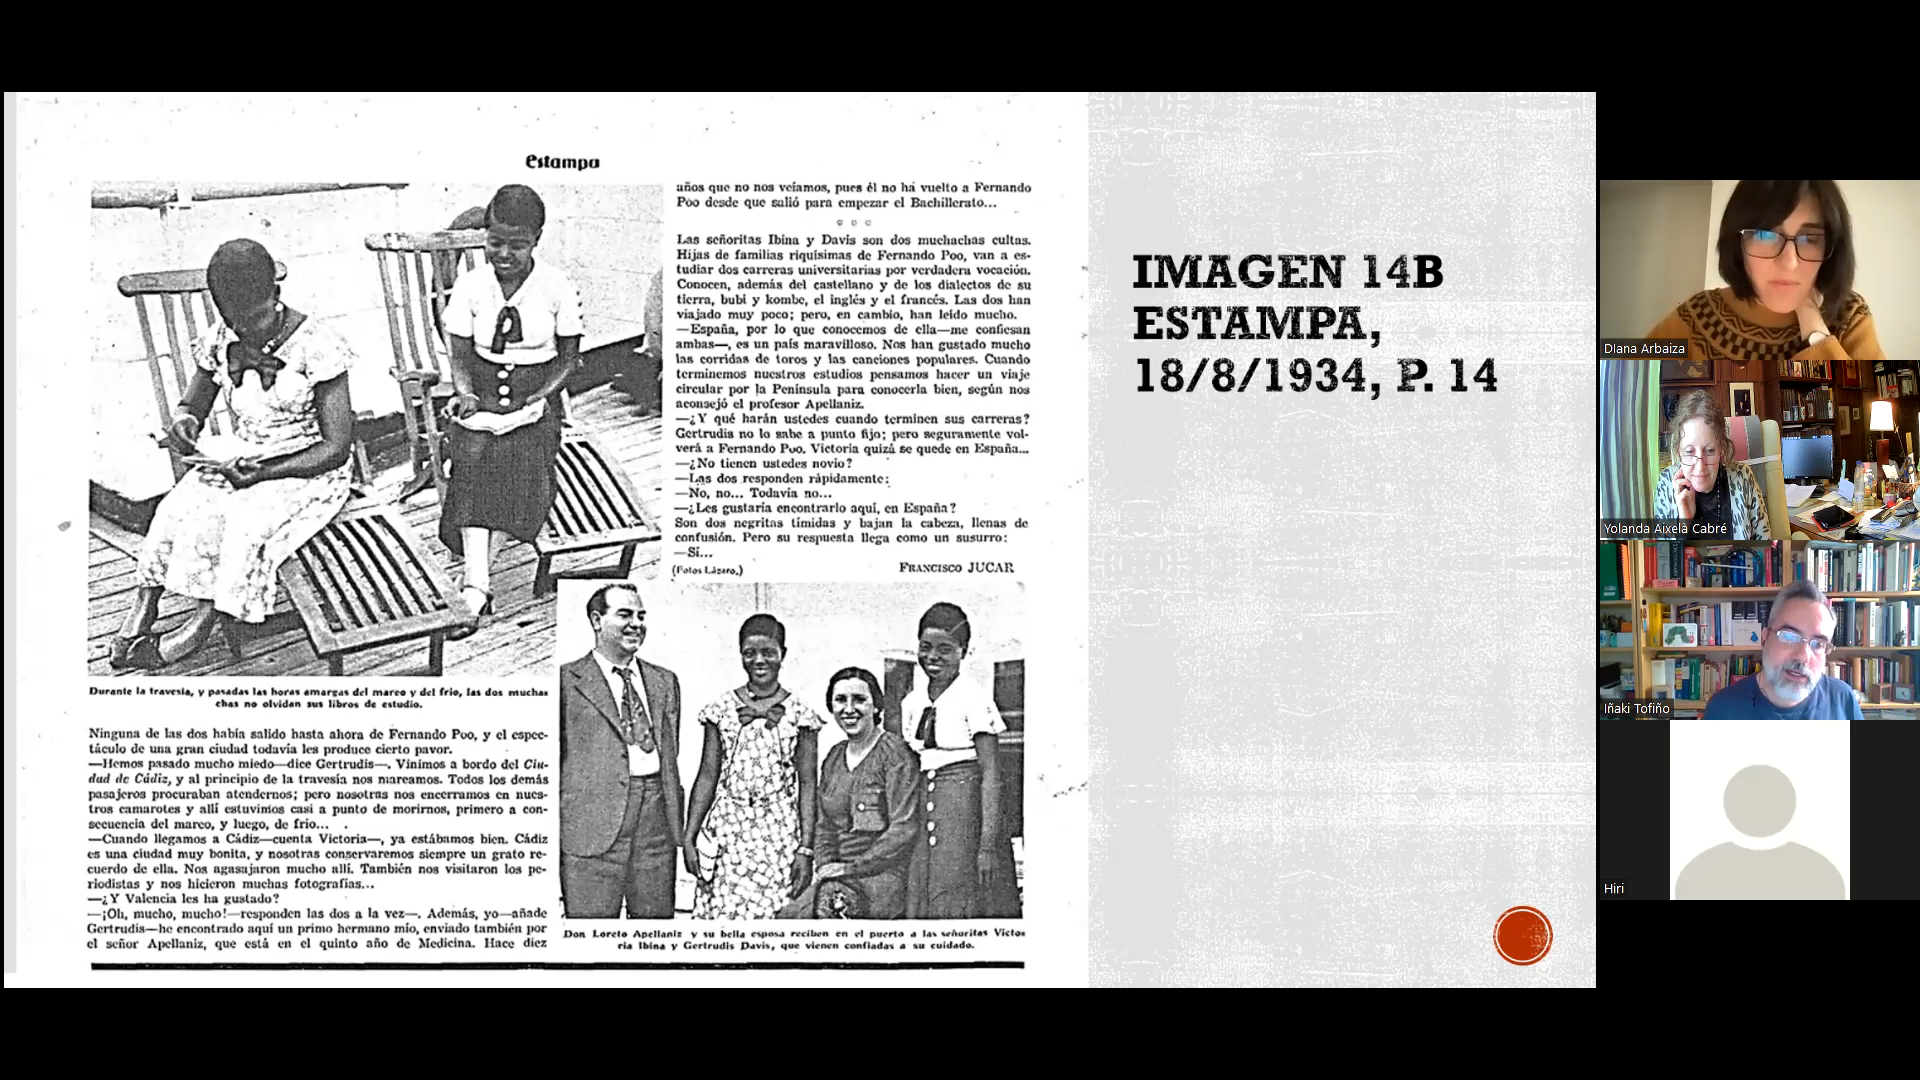 Estampa
años que no nos veíamos, pues él no ha vuelto a Fernando
Poo desde que salió para empezar el Bachillerato...
Las señoritas Ibina y Davis son dos muchachas cultas.
Hijas de familias riquísimas de Fernando Poo, van a es-
tudiar dos carreras universitarias por verdadera vocación.
Conocen, además del castellano y de los dialectos de su
tierra, bubi y kombe, el inglés y el francés. Las dos han
viajado muy poco; pero, en cambio, han leído mucho.
—España, por lo que conocemos de ella—me confiesan
ambas—, es un país maravilloso. Nos han gustado mucho
las corridas de toros y las canciones populares. Cuando
terminemos nuestros estudios pensamos hacer un viaje
circular por la Península para conocerla bien, según nos
aconsejó el profesor Apellaniz.
—¿Y qué harán ustedes cuando terminen sus carreras?
Gertrudis no lo sabe a punto fijo; pero seguramente vol-
verá a Fernando Poo. Victoria quizá se quede en España...
—¿No tienen ustedes novio?
—Las dos responden rápidamente:
—No, no... Todavía no...
—¿Les gustaría encontrarlo aquí, en España?
Son dos negritas tímidas y bajan la cabeza, llenas de
confusión. Pero su respuesta llega como un susurro:
—Sí...
(Fotos Lázaro.) FRANCISCO JUCAR
Durante la travesía, y pasadas las horas amargas del mareo y del frío, las dos mucha-
chas no olvidan sus libros de estudio.
Ninguna de las dos había salido hasta ahora de Fernando Poo, y el espec-
táculo de una gran ciudad todavía les produce cierto pavor.
—Hemos pasado mucho miedo—dice Gertrudis—. Vinimos a bordo del Ciu-
dad de Cádiz, y al principio de la travesía nos mareamos. Todos los demás
pasajeros procuraban atendernos; pero nosotras nos encerramos en nues-
tros camarotes y allí estuvimos casi a punto de morirnos, primero a con-
secuencia del mareo, y luego, de frío...
—Cuando llegamos a Cádiz—cuenta Victoria—, ya estábamos bien. Cádiz
es una ciudad muy bonita, y nosotras conservaremos siempre un grato re-
cuerdo de ella. Nos agasajaron mucho allí. También nos visitaron los pe-
riodistas y nos hicieron muchas fotografías...
—¿Y Valencia les ha gustado?
—¡Oh, mucho, mucho!—responden las dos a la vez—. Además, yo—añade
Gertrudis—he encontrado aquí un primo hermano mío, enviado también por
el señor Apellaniz, que está en el quinto año de Medicina. Hace diez
Don Loreto Apellaniz y su bella esposa reciben en el puerto a las señoritas Victo-
ria Ibina y Gertrudis Davis, que vienen confiadas a su cuidado.
IMAGEN 14B
ESTAMPA,
18/8/1934, P. 14
DIana Arbaiza
Yolanda Aixelà Cabré
Iñaki Tofiño
Hiri